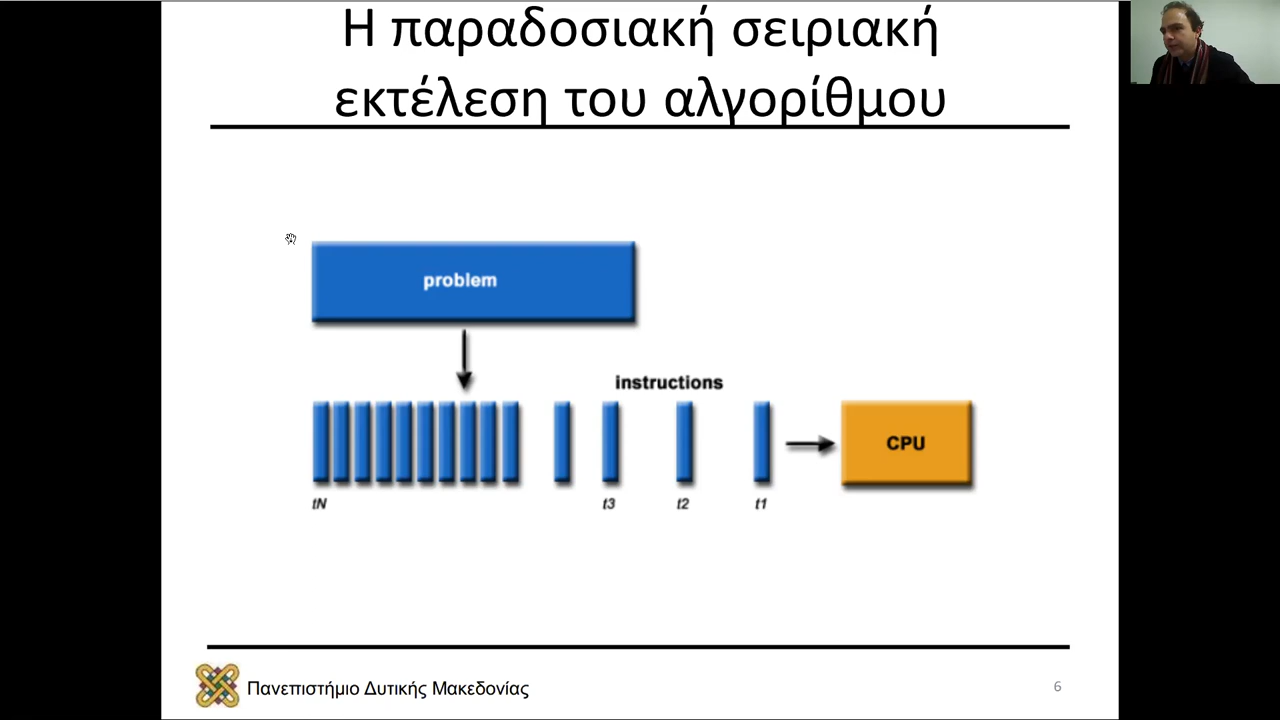 Η παραδοσιακή σειριακή
εκτέλεση του αλγορίθμου
problem
instructions
CPU
tN
t3
t2
t1
Πανεπιστήμιο Δυτικής Μακεδονίας
6